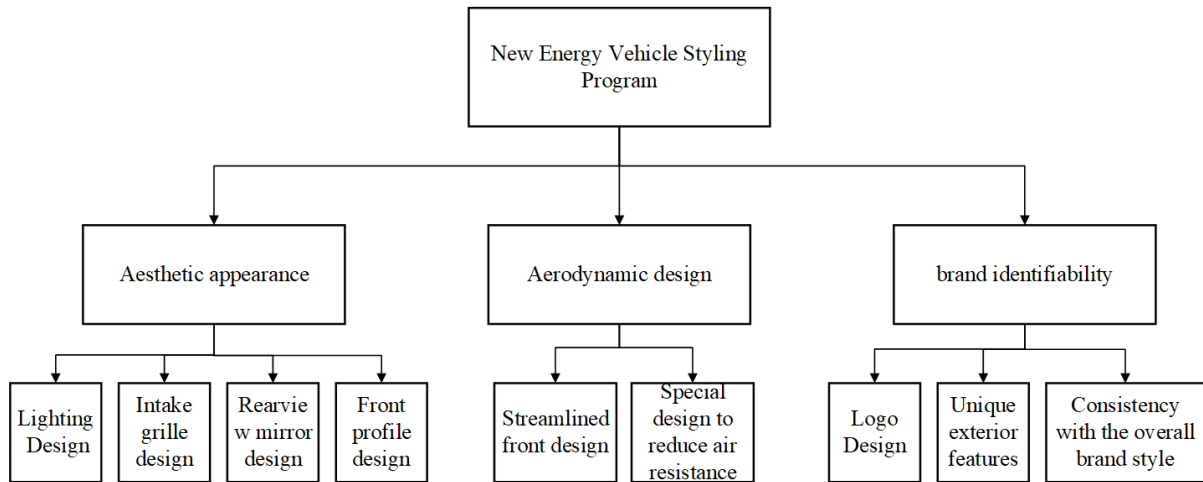 New Energy Vehicle Styling
Program
Aesthetic appearance
Aerodynamic design
brand identifiability
Lighting
Design
Intake
grille
design
Rearvie
w mirror
design
Front
profile
design
Streamlined
front design
Special
design to
reduce air
resistance
Logo
Design
Unique
exterior
features
Consistency
with the overall
brand style